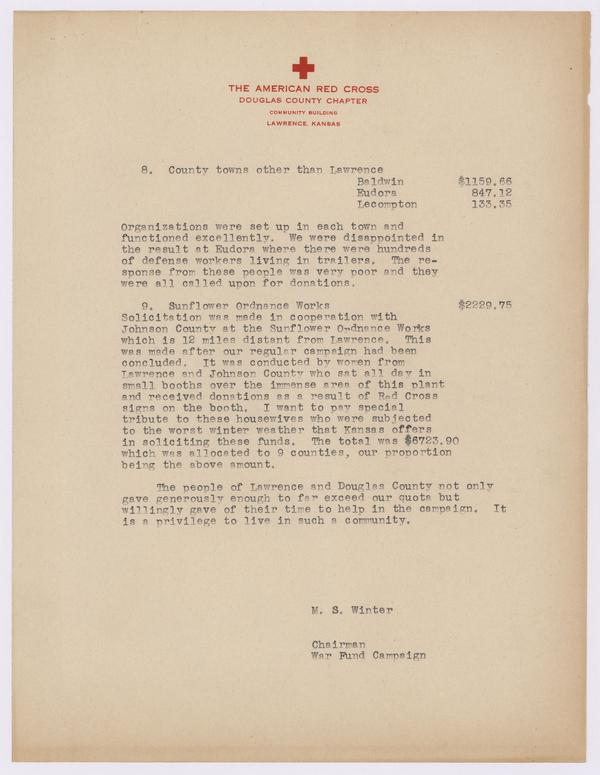 THE AMERICAN RED CROSS
DOUGLAS COUNTY CHAPTER
COMMUNITY BUILDING
LAWRENCE, KANSAS
8. County towns other than Lawrence
Baldwin $1159.66
Eudora 847.12
Lecompton 133.35
Organizations were set up in each town and
functioned excellently. We were disappointed in
the result at Eudora where there were hundreds
of defense workers living in trailers. The re-
sponse from these people was very poor and they
were all called upon for donations.
9. Sunflower Ordnance Works $2229.75
Solicitation was made in cooperation with
Johnson County at the Sunflower Ordnance Works
which is 12 miles distant from Lawrence. This
was made after our regular campaign had been
concluded. It was conducted by women from
Lawrence and Johnson County who sat all day in
small booths over the immense area of this plant
and received donations as a result of Red Cross
signs on the booth. I want to pay special
tribute to these housewives who were subjected
to the worst winter weather that Kansas offers
in soliciting these funds. The total was $6723.90
which was allocated to 9 counties, our proportion
being the above amount.
The people of Lawrence and Douglas County not only
gave generously enough to far exceed our quota but
willingly gave of their time to help in the campaign. It
is a privilege to live in such a community.
M. S. Winter
Chairman
War Fund Campaign